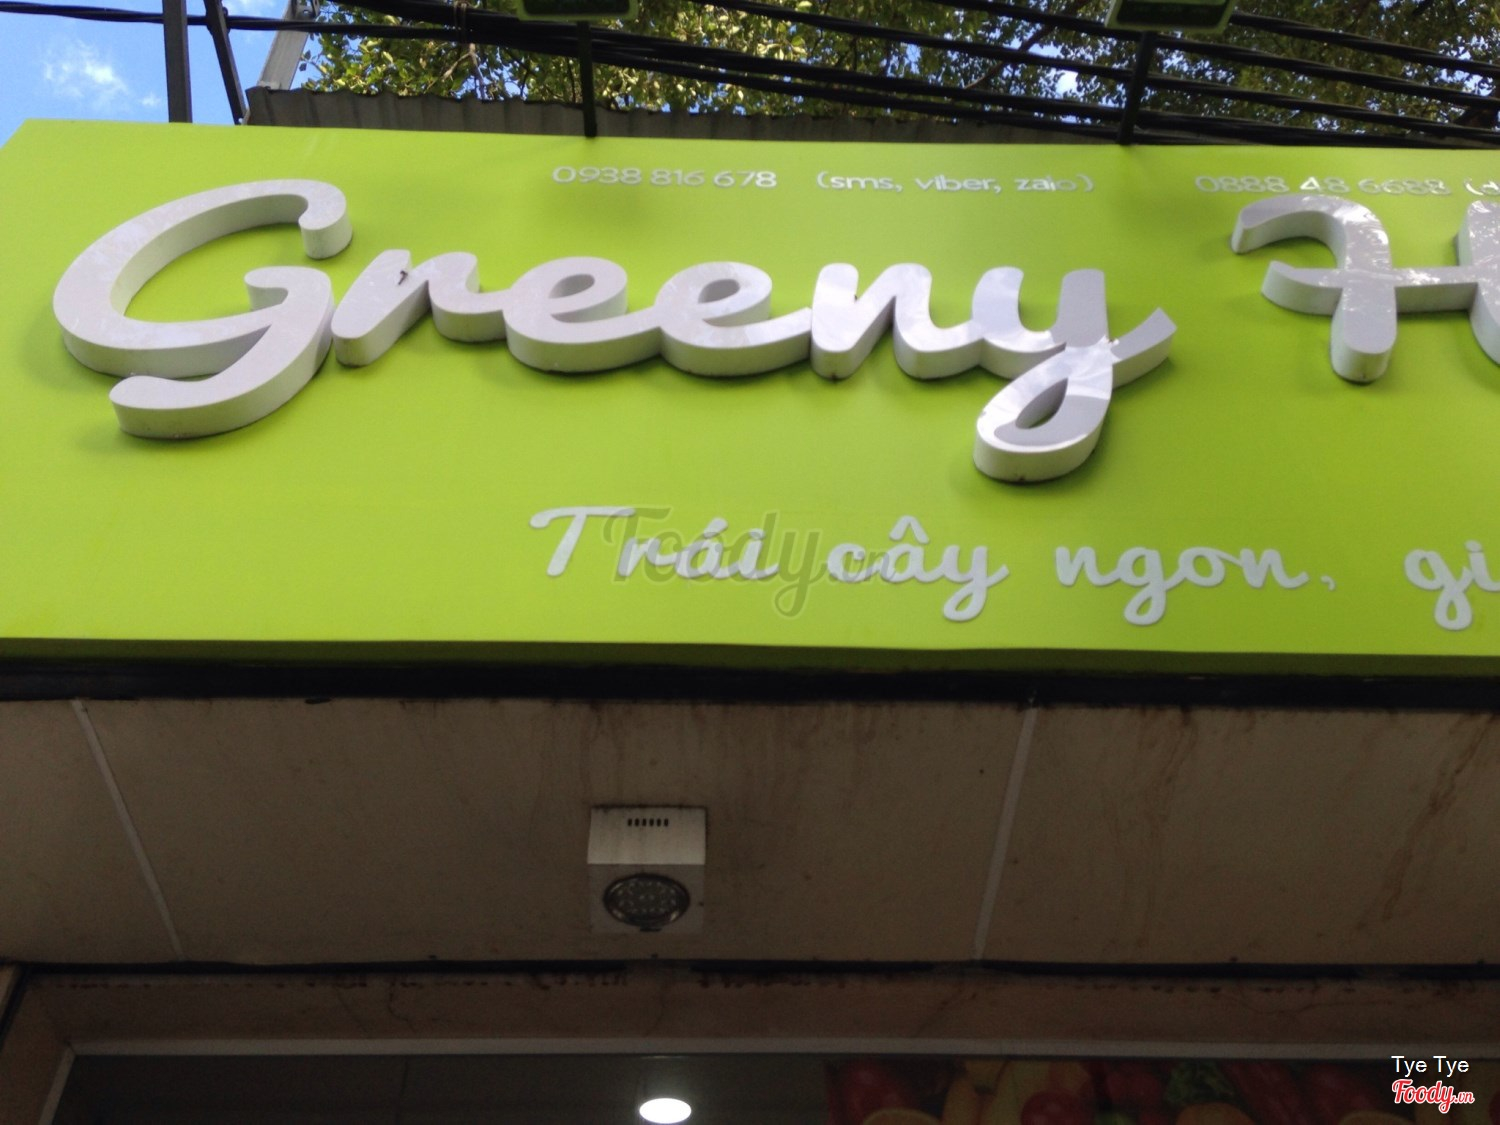 0938 816 678 (sms, viber, zalo) 0888 48 6688
Greeny
Trái cây ngon,
Foody.vn
Tye Tye
Foody.vn